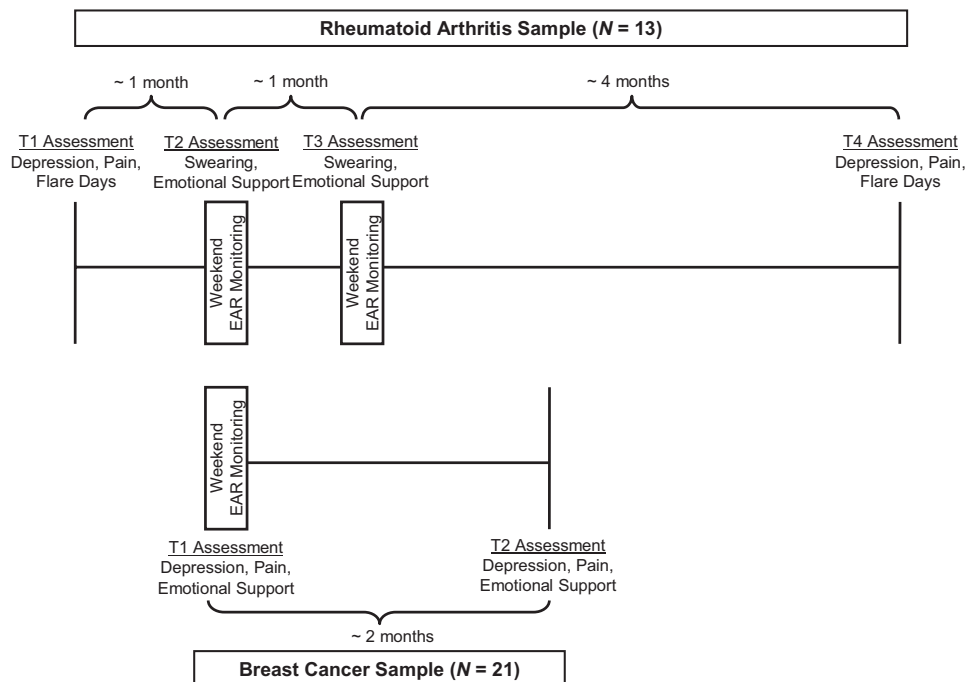 Rheumatoid Arthritis Sample (N = 13)
~ 1 month
~ 1 month
~ 4 months
T1 Assessment
Depression, Pain,
Flare Days
T2 Assessment
Swearing,
Emotional Support
T3 Assessment
Swearing,
Emotional Support
T4 Assessment
Depression, Pain,
Flare Days
Weekend
EAR Monitoring
Weekend
EAR Monitoring
Weekend
EAR Monitoring
T1 Assessment
Depression, Pain,
Emotional Support
T2 Assessment
Depression, Pain,
Emotional Support
~ 2 months
Breast Cancer Sample (N = 21)